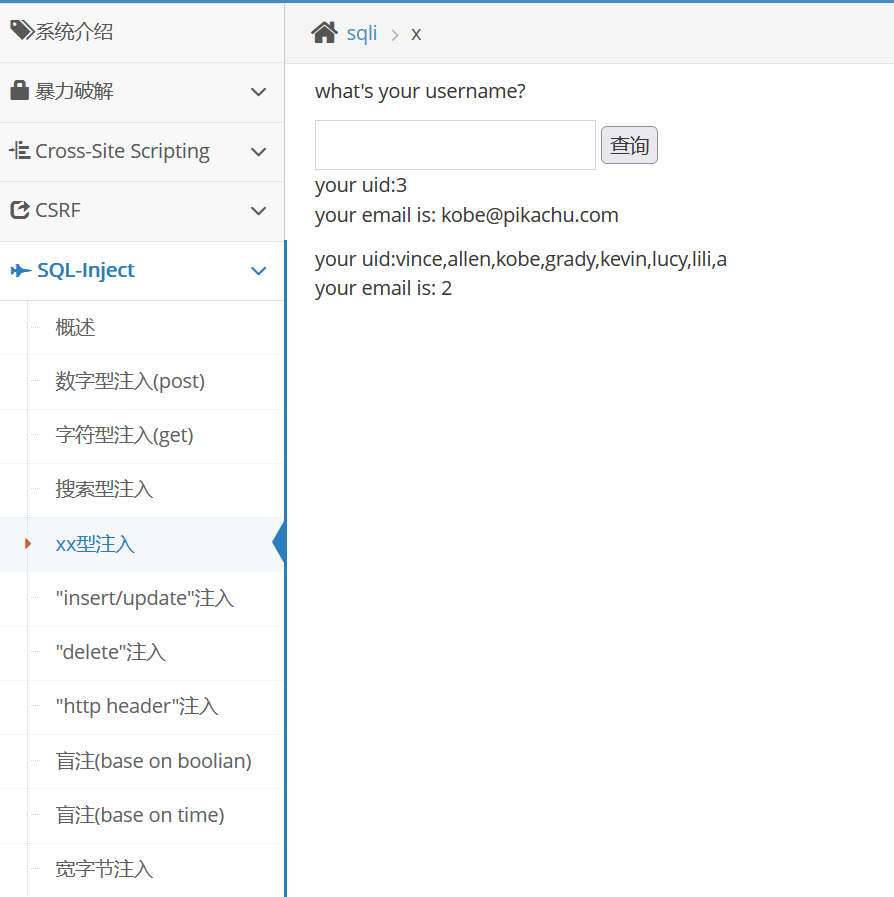 系统介绍
暴力破解
Cross-Site Scripting
CSRF
SQL-Inject
概述
数字型注入(post)
字符型注入(get)
搜索型注入
xx型注入
"insert/update"注入
"delete"注入
"http header"注入
盲注(base on boolian)
盲注(base on time)
宽字节注入
sqli x
what's your username?
查询
your uid:3
your email is: kobe@pikachu.com
your uid:vince,allen,kobe,grady,kevin,lucy,lili,a
your email is: 2